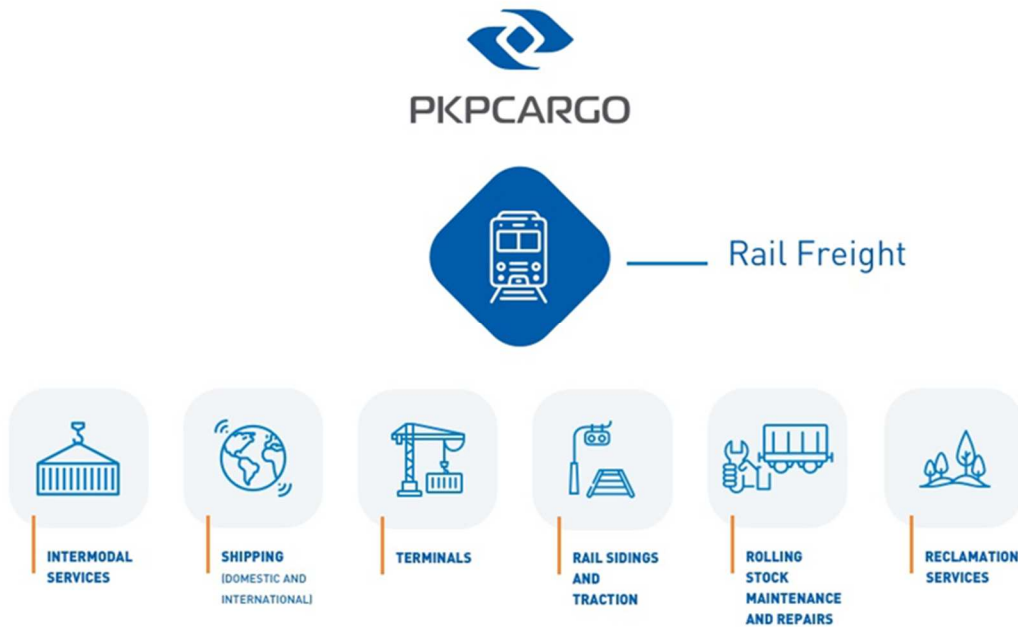 PKPCARGO
Rail Freight
INTERMODAL
SERVICES
SHIPPING
(DOMESTIC AND
INTERNATIONAL)
TERMINALS
RAIL SIDINGS
AND
TRACTION
ROLLING
STOCK
MAINTENANCE
AND REPAIRS
RECLAMATION
SERVICES